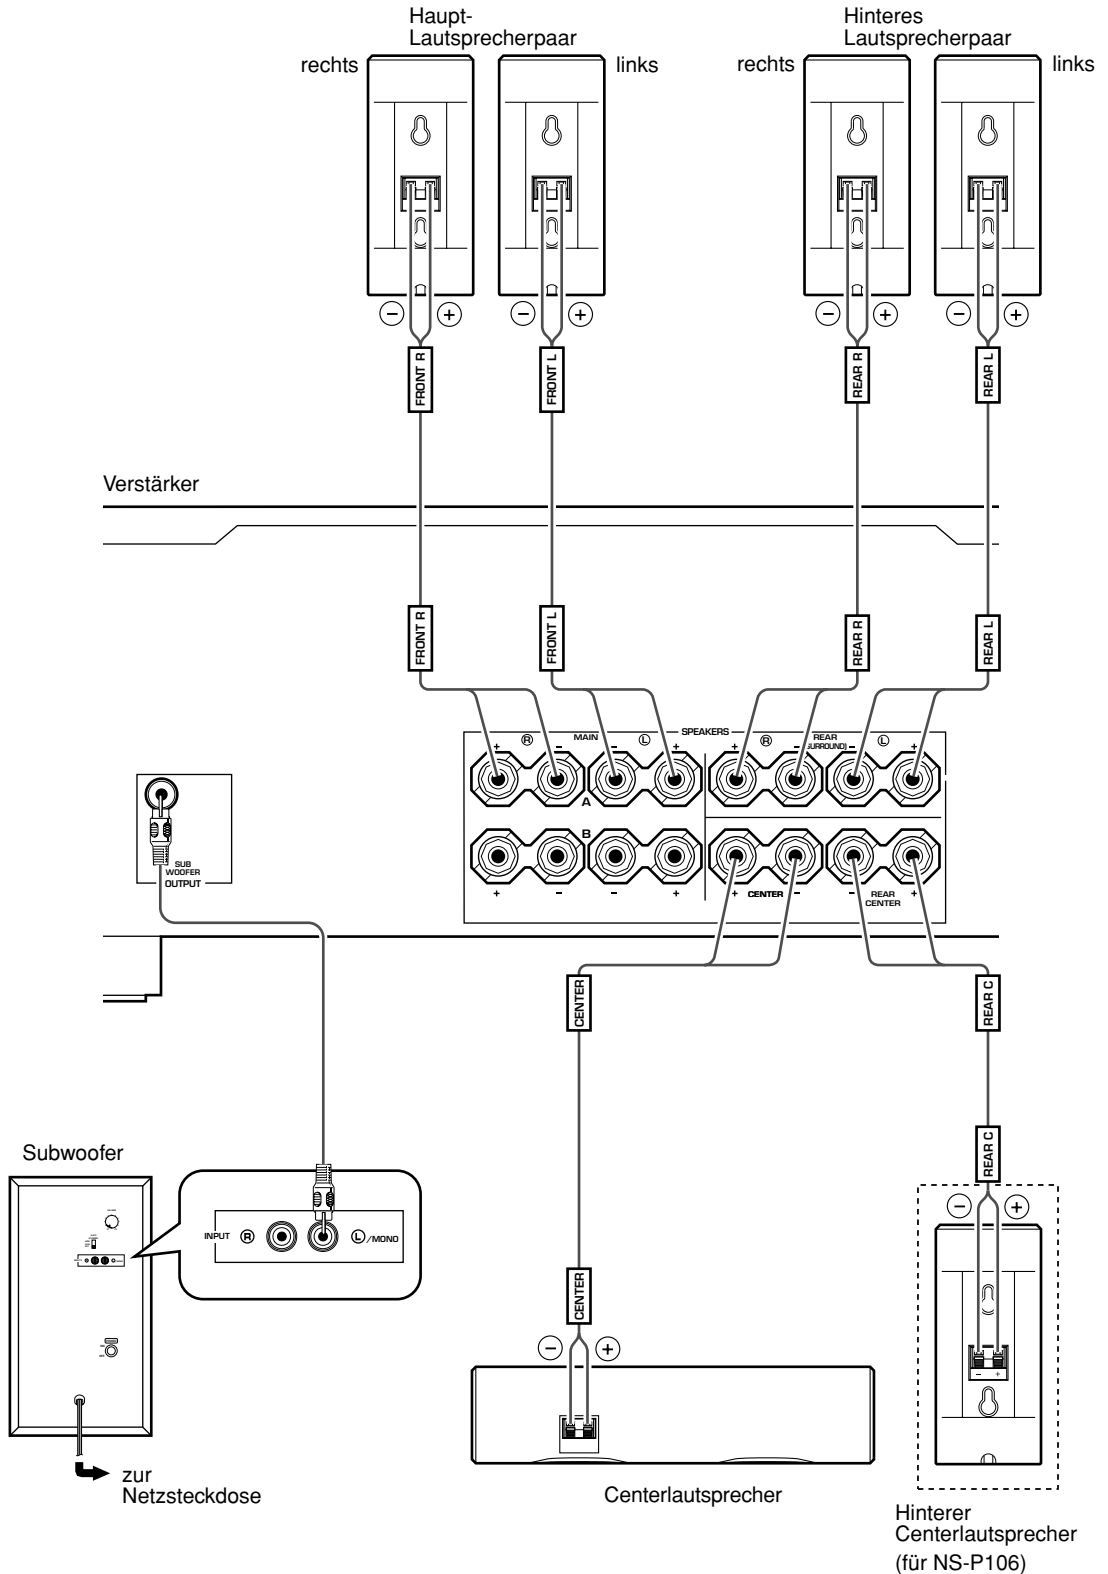 Haupt-
Lautsprecherpaar
Hinteres
Lautsprecherpaar
rechts
links
rechts
links
− +
− +
− +
− +
FRONT R
FRONT L
REAR R
REAR L
Verstärker
FRONT R
FRONT L
REAR R
REAR L
SPEAKERS
+ R − MAIN − L +
+ R − REAR (SURROUND) − L +
A
B
SUB
WOOFER
OUTPUT
+ − − +
+ CENTER − − REAR CENTER +
CENTER
REAR C
REAR C
Subwoofer
INPUT R L /MONO
− +
CENTER
− +
− +
zur
Netzsteckdose
Centerlautsprecher
Hinterer
Centerlautsprecher
(für NS-P106)